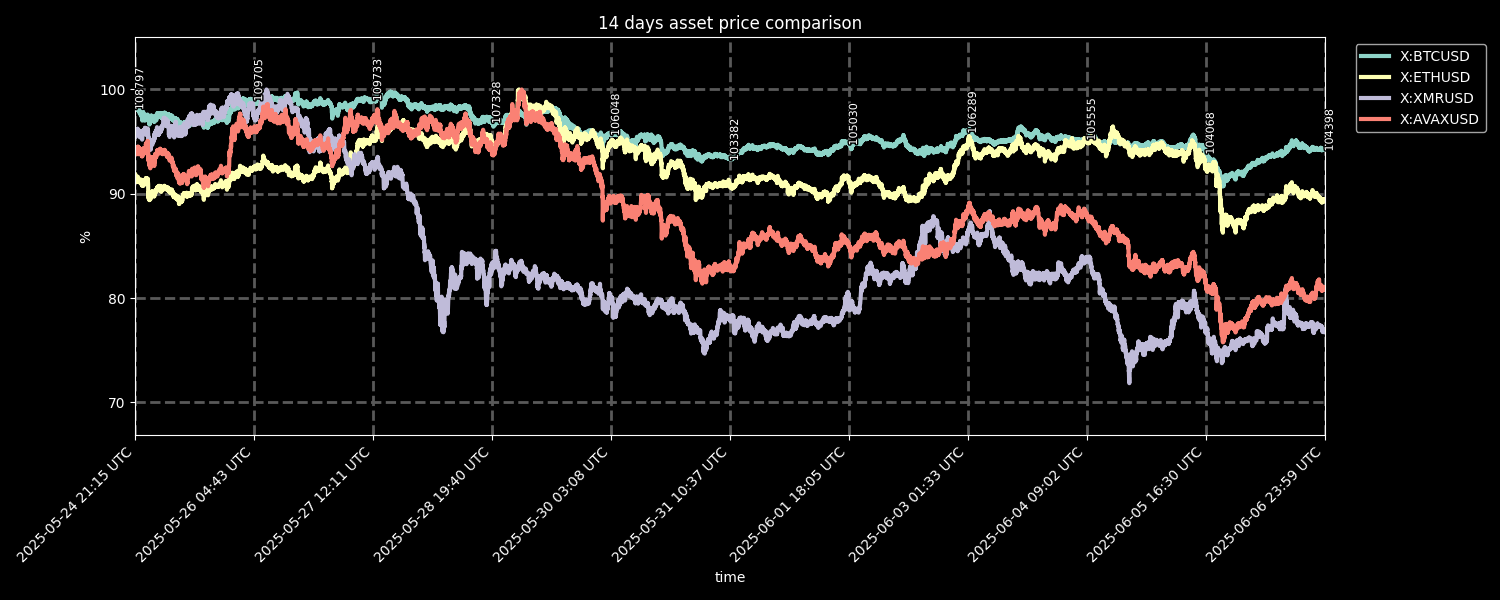 14 days asset price comparison
X:BTCUSD
X:ETHUSD
X:XMRUSD
X:AVAXUSD
108797
109705
109733
107328
106048
103382
105030
106289
105555
104068
104398
100
90
80
70
%
2025-05-24 21:15 UTC
2025-05-26 04:43 UTC
2025-05-27 12:11 UTC
2025-05-28 19:40 UTC
2025-05-30 03:08 UTC
2025-05-31 10:37 UTC
2025-06-01 18:05 UTC
2025-06-03 01:33 UTC
2025-06-04 09:02 UTC
2025-06-05 16:30 UTC
2025-06-06 23:59 UTC
time